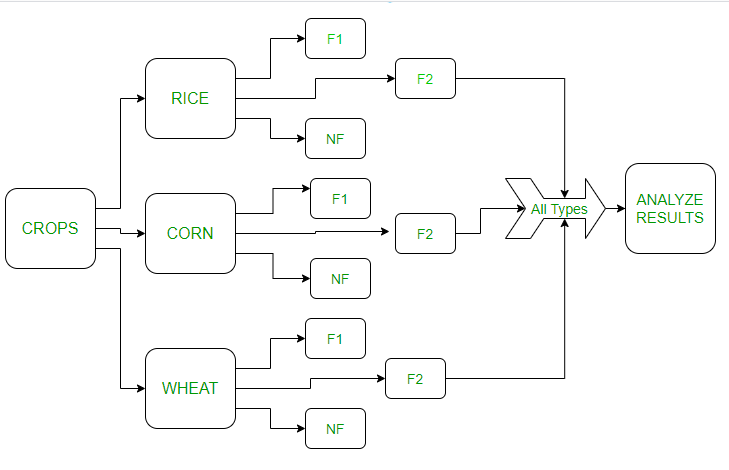 F1
RICE
F2
NF
CROPS
F1
CORN
F2
NF
All Types
ANALYZE
RESULTS
F1
WHEAT
F2
NF